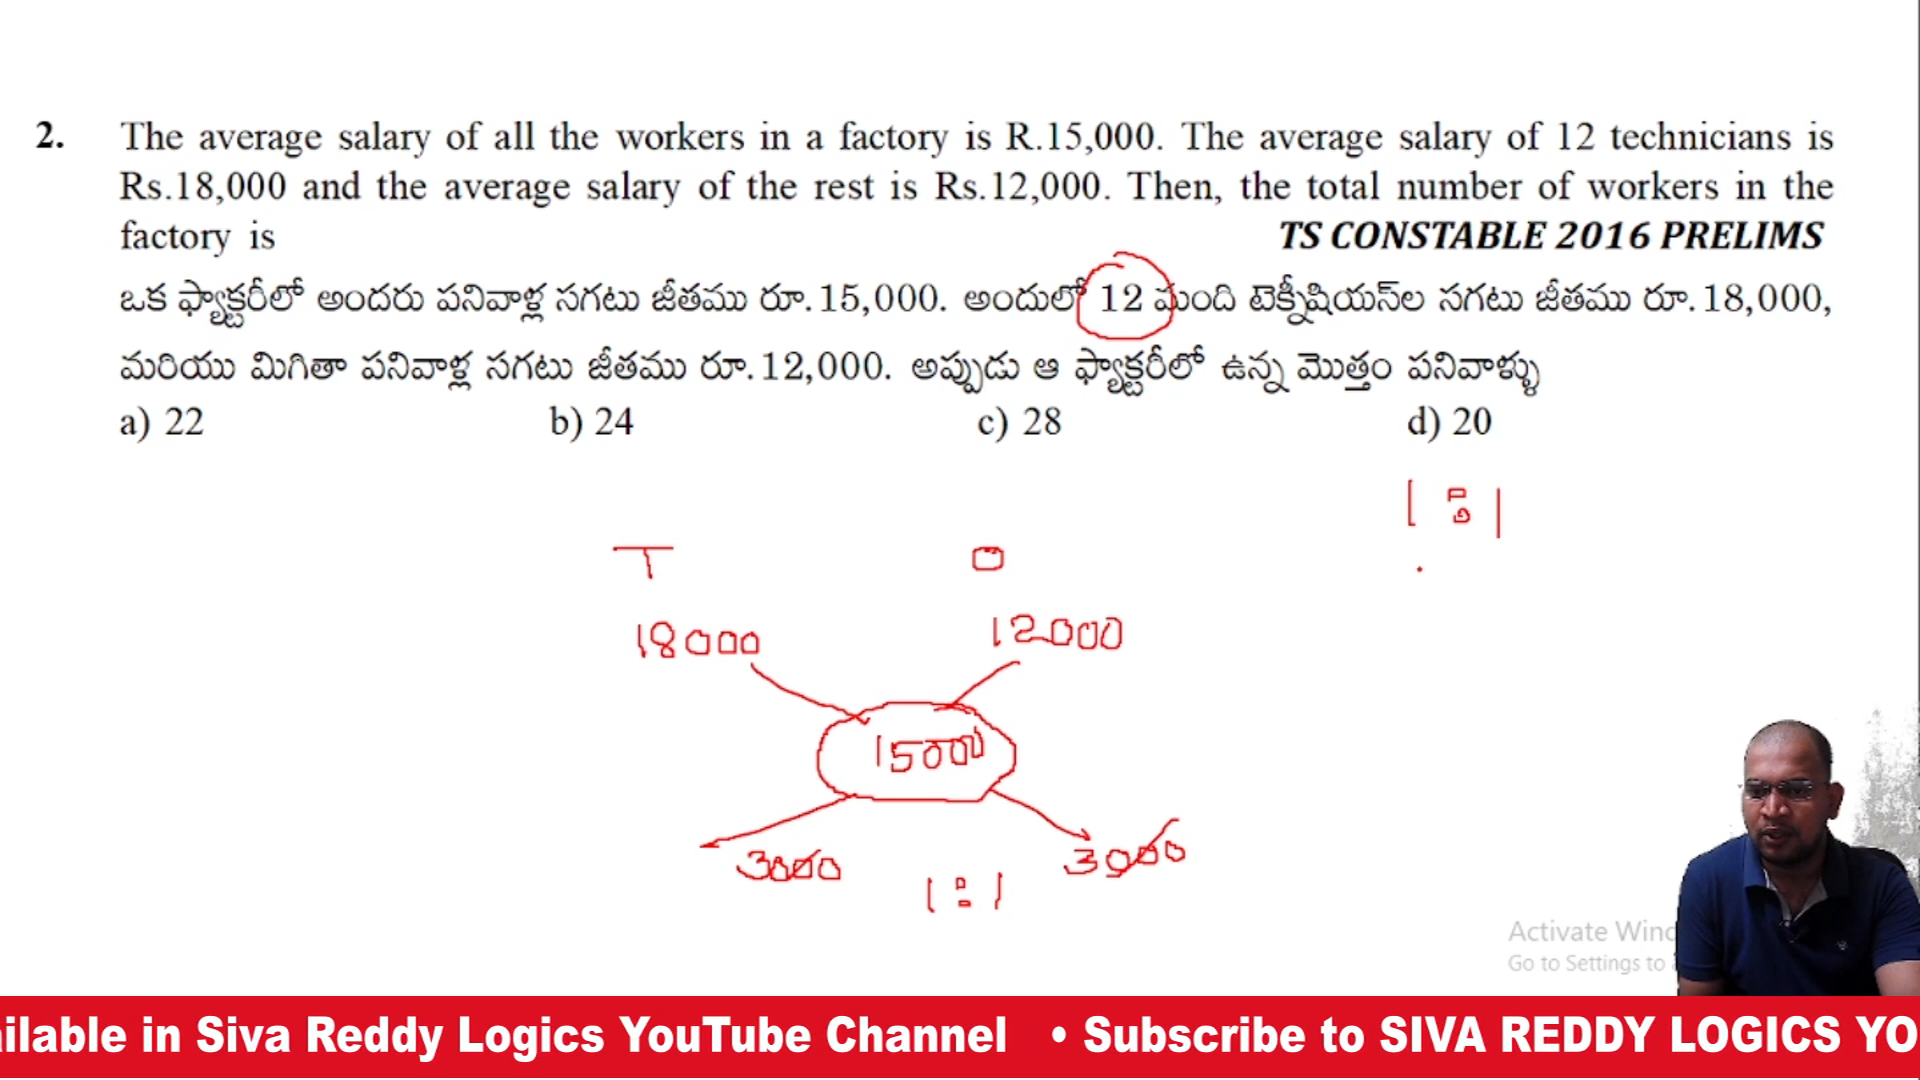 2. The average salary of all the workers in a factory is R.15,000. The average salary of 12 technicians is
Rs.18,000 and the average salary of the rest is Rs.12,000. Then, the total number of workers in the
factory is TS CONSTABLE 2016 PRELIMS
ఒక ఫ్యాక్టరీలో అందరు పనివాళ్ల సగటు జీతము రూ.15,000. అందులో 12 మంది టెక్నీషియన్‌ల సగటు జీతము రూ.18,000,
మరియు మిగితా పనివాళ్ల సగటు జీతము రూ.12,000. అప్పుడు ఆ ఫ్యాక్టరీలో ఉన్న మొత్తం పనివాళ్ళు
a) 22 b) 24 c) 28 d) 20
1 : 1
T O
18000 12000
15000
3000 3000
1 : 1
Activate Wind
Go to Settings to
ilable in Siva Reddy Logics YouTube Channel • Subscribe to SIVA REDDY LOGICS YO